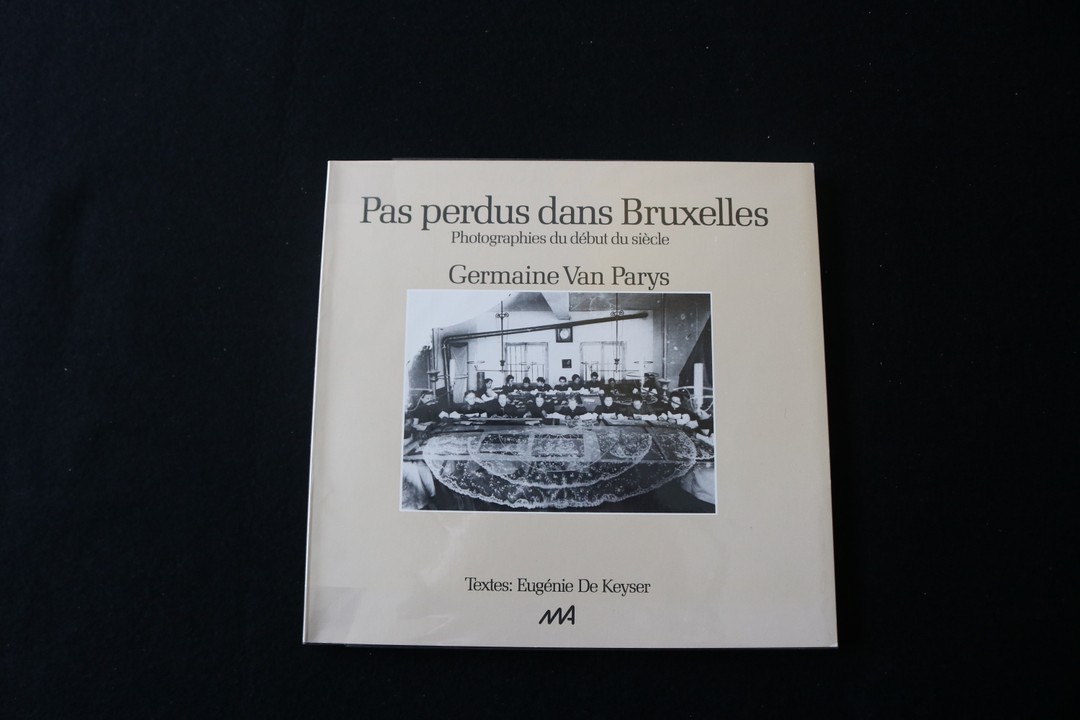 Pas perdus dans Bruxelles
Photographies du début du siècle
Germaine Van Parys
Textes: Eugénie De Keyser
MA